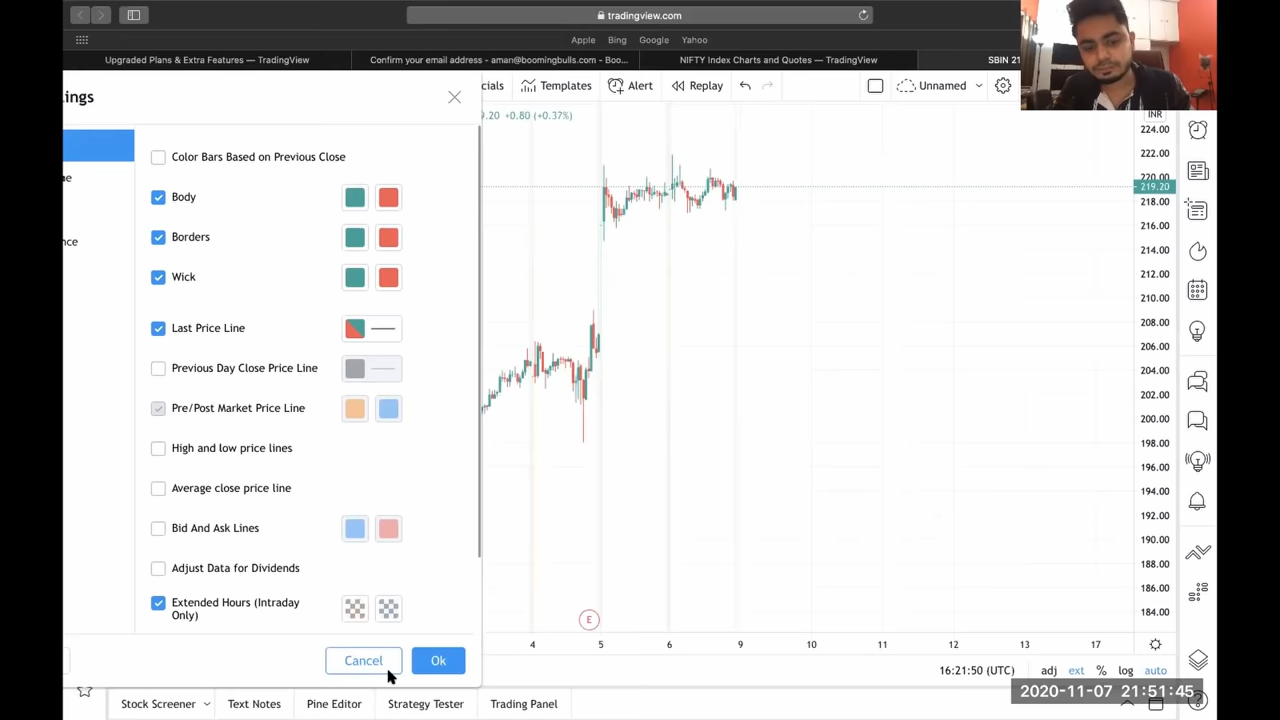 tradingview.com
Apple Bing Google Yahoo
Upgraded Plans & Extra Features — TradingView
Confirm your email address - aman@boomingbulls.com - Boo...
NIFTY Index Charts and Quotes — TradingView
SBIN 21
ings
cials
Templates
Alert
Replay
Unnamed
9.20 +0.80 (+0.37%)
INR
Color Bars Based on Previous Close
Body
Borders
Wick
Last Price Line
Previous Day Close Price Line
Pre/Post Market Price Line
High and low price lines
Average close price line
Bid And Ask Lines
Adjust Data for Dividends
Extended Hours (Intraday
Only)
Cancel
Ok
e
nce
224.00
222.00
220.00
219.20
218.00
216.00
214.00
212.00
210.00
208.00
206.00
204.00
202.00
200.00
198.00
196.00
194.00
192.00
190.00
188.00
186.00
184.00
E
4 5 6 9 10 11 12 13 17
16:21:50 (UTC) adj ext % log auto
2020-11-07 21:51:45
Stock Screener Text Notes Pine Editor Strategy Tester Trading Panel